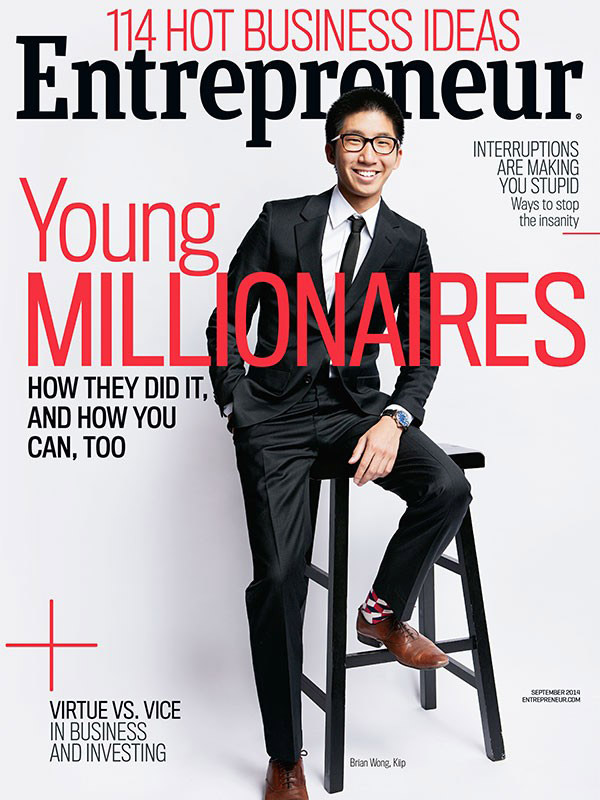 114 HOT BUSINESS IDEAS
Entrepreneur®
INTERRUPTIONS
ARE MAKING
YOU STUPID
Ways to stop
the insanity
Young
MILLIONAIRES
HOW THEY DID IT,
AND HOW YOU
CAN, TOO
SEPTEMBER 2014
ENTREPRENEUR.COM
VIRTUE VS. VICE
IN BUSINESS
AND INVESTING
Brian Wong, Kiip